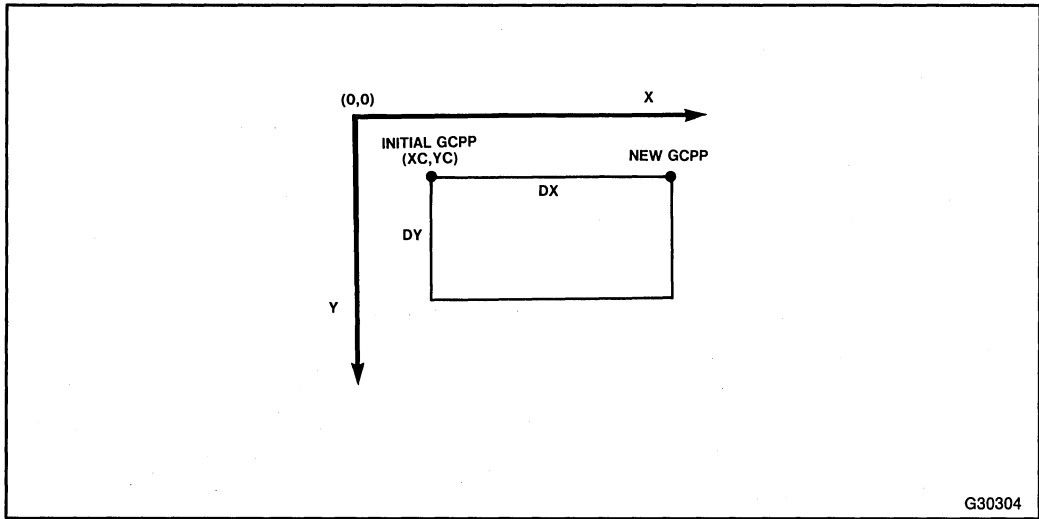 (0,0)
X
INITIAL GCPP
(XC,YC)
NEW GCPP
DX
DY
Y
G30304